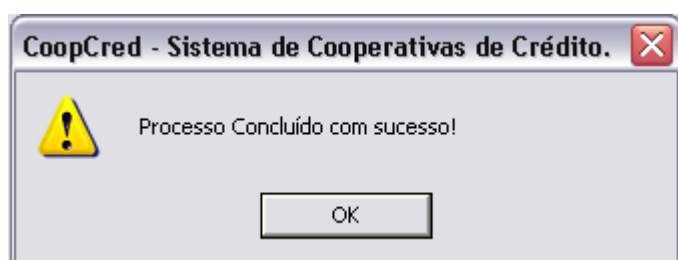 CoopCred - Sistema de Cooperativas de Crédito.
Processo Concluído com sucesso!
OK